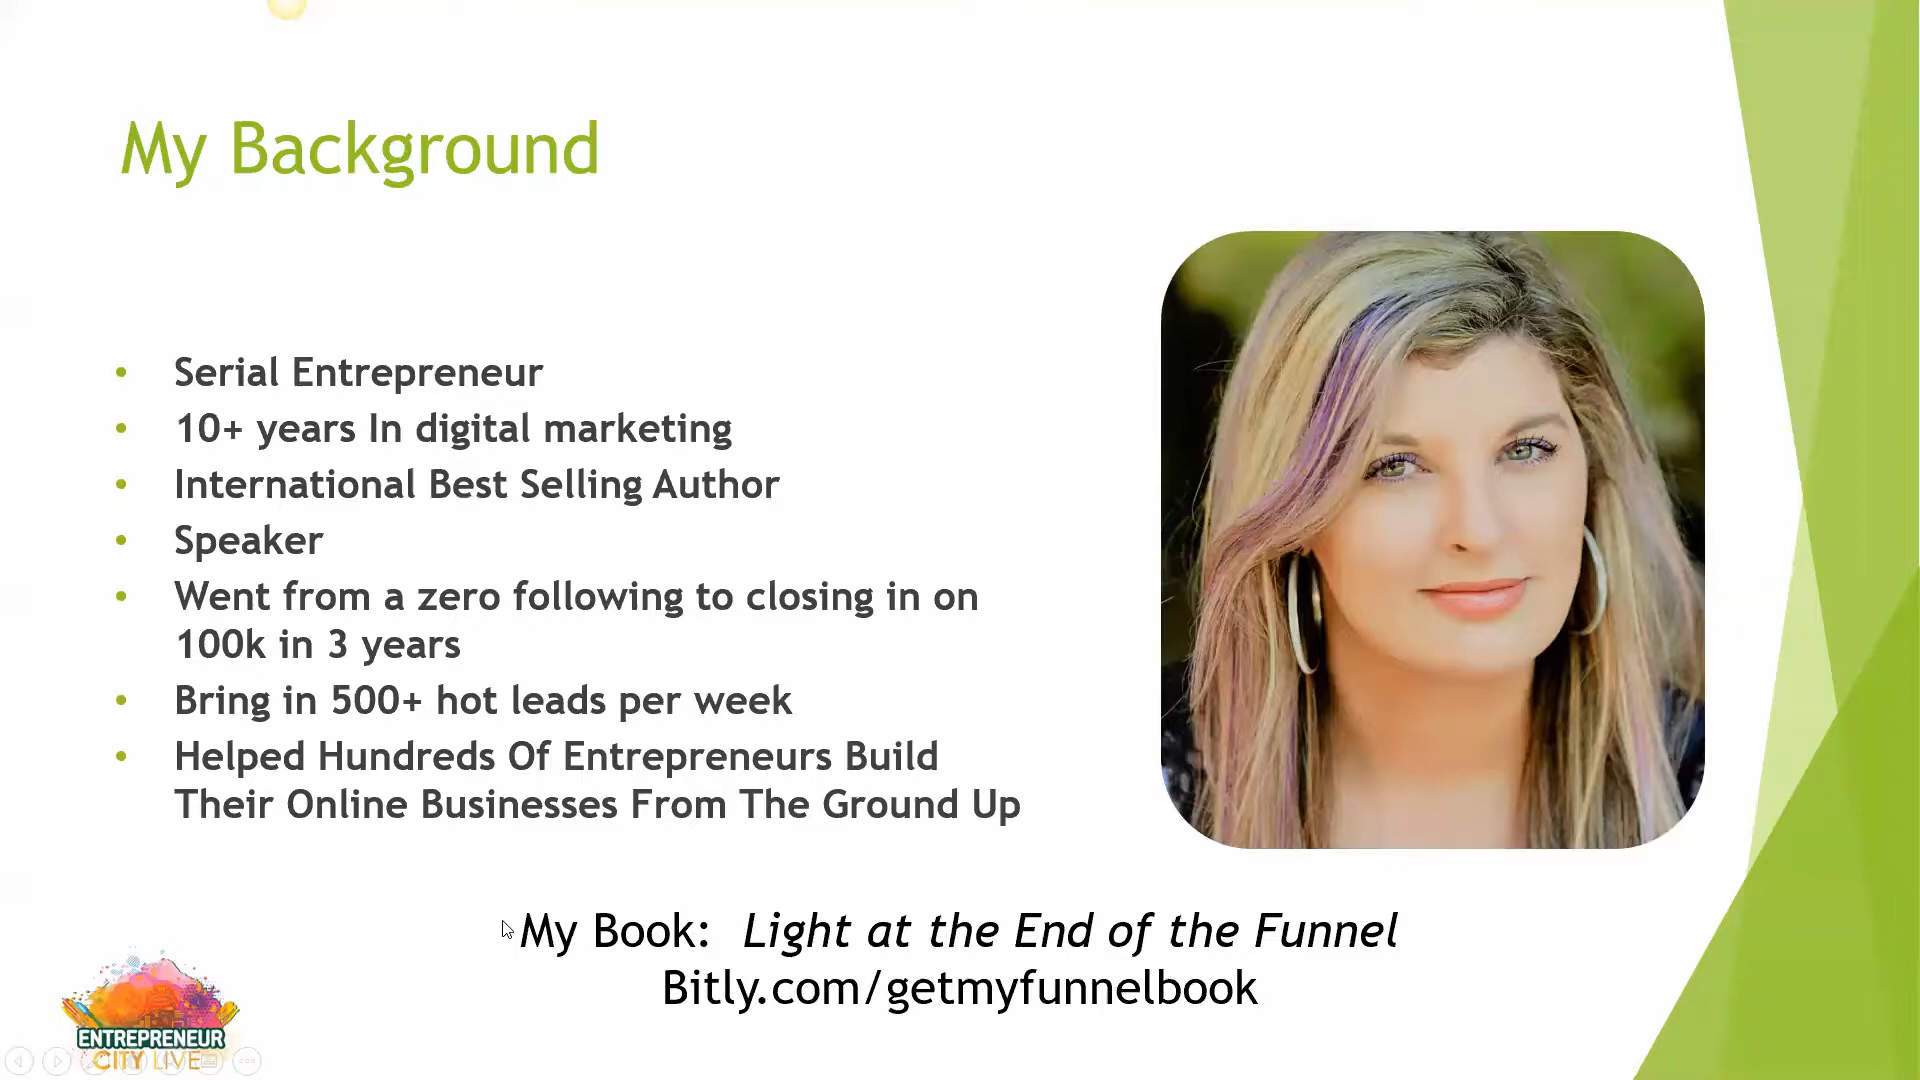 My Background
• Serial Entrepreneur
• 10+ years In digital marketing
• International Best Selling Author
• Speaker
• Went from a zero following to closing in on
100k in 3 years
• Bring in 500+ hot leads per week
• Helped Hundreds Of Entrepreneurs Build
Their Online Businesses From The Ground Up
My Book: Light at the End of the Funnel
Bitly.com/getmyfunnelbook
ENTREPRENEUR
CITY LIVE